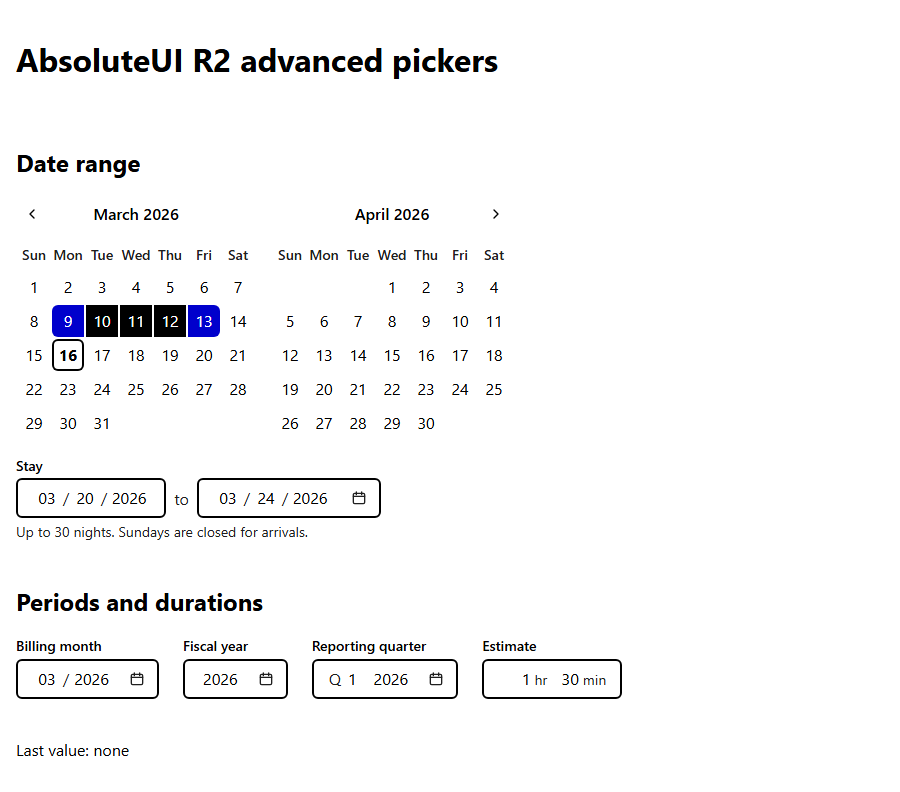 AbsoluteUI R2 advanced pickers
Date range
March 2026
Sun Mon Tue Wed Thu Fri Sat
1 2 3 4 5 6 7
8 9 10 11 12 13 14
15 16 17 18 19 20 21
22 23 24 25 26 27 28
29 30 31
April 2026
Sun Mon Tue Wed Thu Fri Sat
1 2 3 4
5 6 7 8 9 10 11
12 13 14 15 16 17 18
19 20 21 22 23 24 25
26 27 28 29 30
Stay
03 / 20 / 2026 to 03 / 24 / 2026
Up to 30 nights. Sundays are closed for arrivals.
Periods and durations
Billing month
03 / 2026
Fiscal year
2026
Reporting quarter
Q 1 2026
Estimate
1 hr 30 min
Last value: none